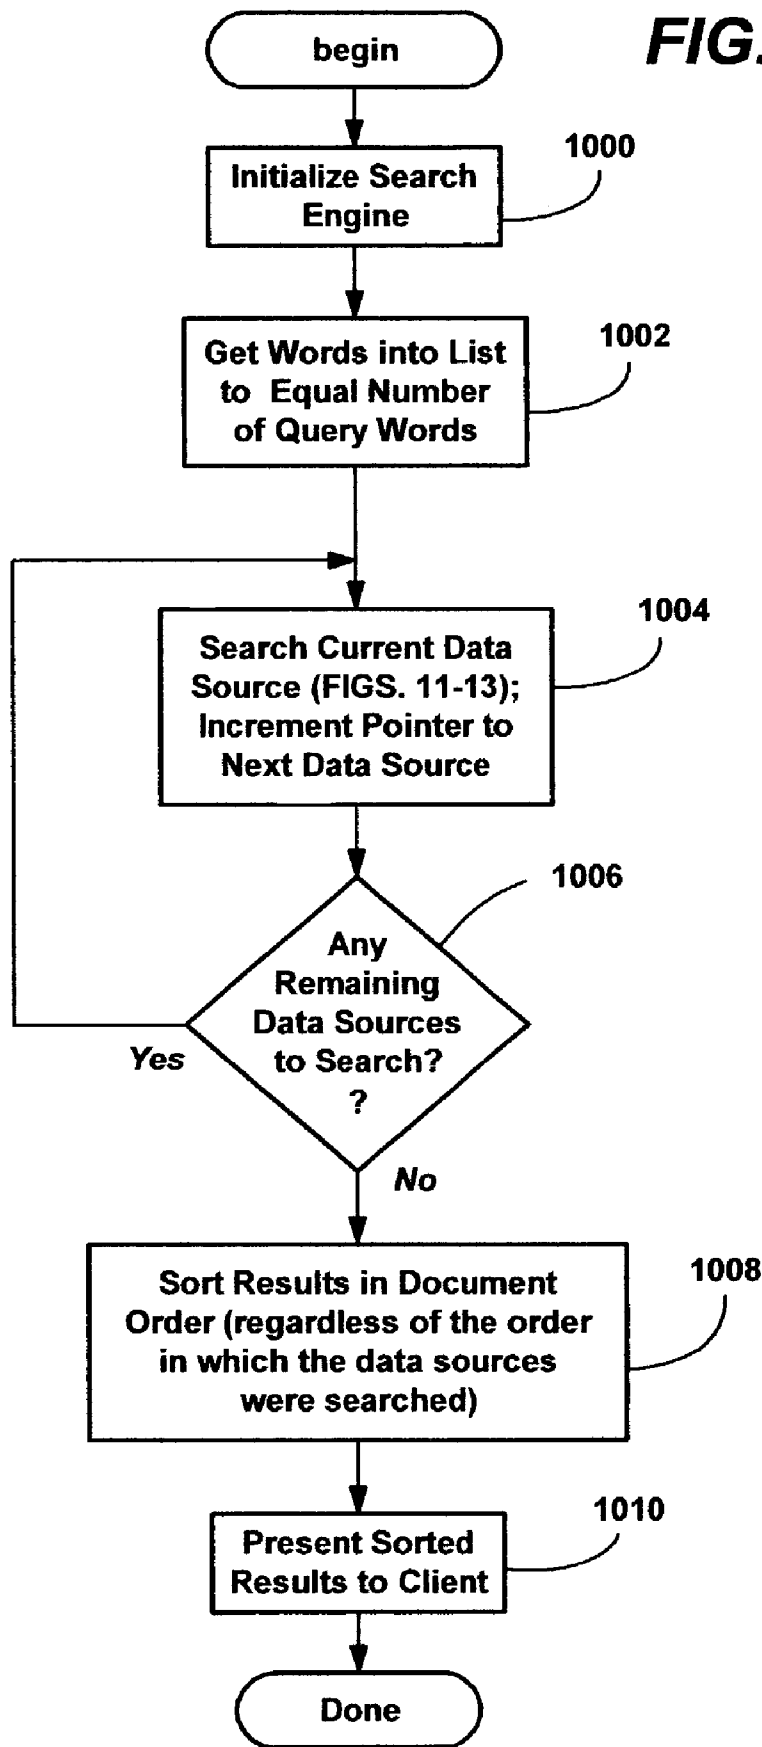 FIG.
begin
1000
Initialize Search
Engine
1002
Get Words into List
to Equal Number
of Query Words
1004
Search Current Data
Source (FIGS. 11-13);
Increment Pointer to
Next Data Source
1006
Any
Remaining
Data Sources
to Search?
?
Yes
No
1008
Sort Results in Document
Order (regardless of the order
in which the data sources
were searched)
1010
Present Sorted
Results to Client
Done